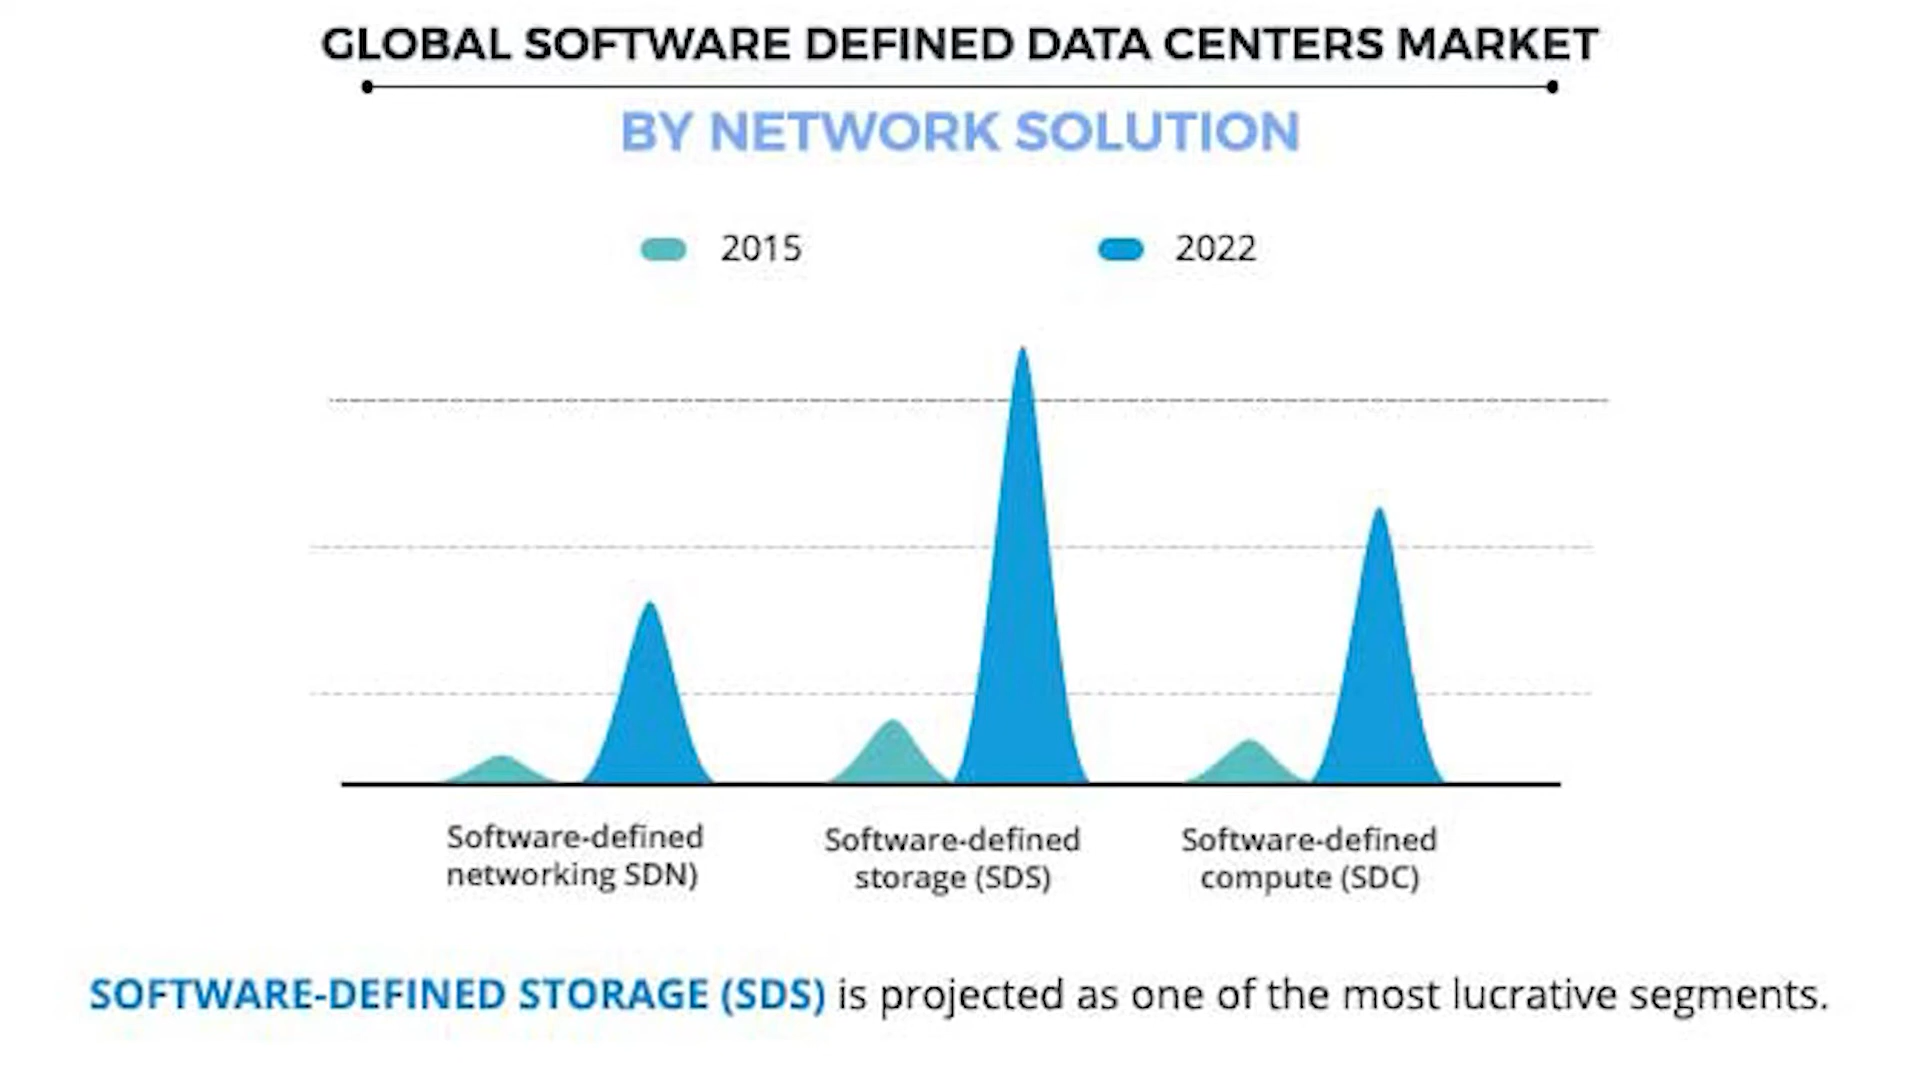 GLOBAL SOFTWARE DEFINED DATA CENTERS MARKET
BY NETWORK SOLUTION
2015
2022
Software-defined
networking SDN)
Software-defined
storage (SDS)
Software-defined
compute (SDC)
SOFTWARE-DEFINED STORAGE (SDS) is projected as one of the most lucrative segments.